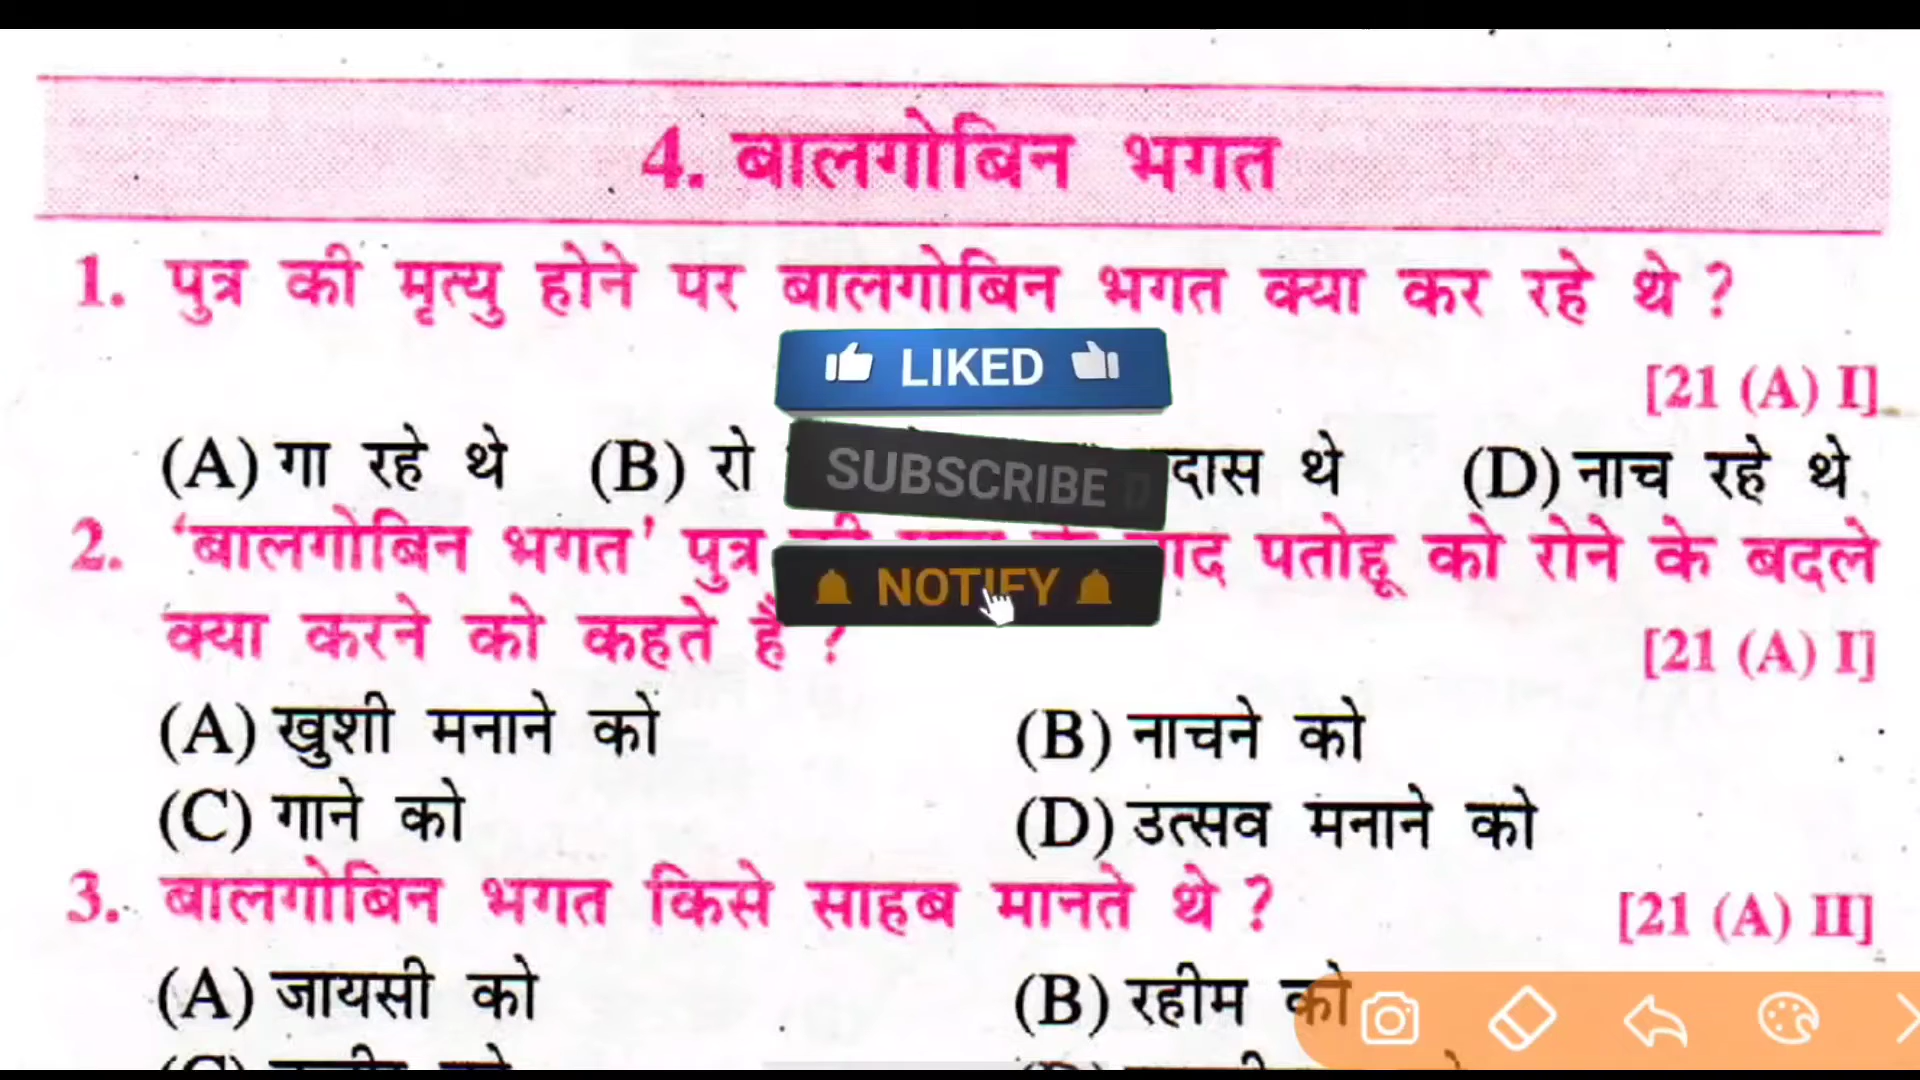 4. बालगोबिन भगत
1. पुत्र की मृत्यु होने पर बालगोबिन भगत क्या कर रहे थे ?
[21 (A) I]
LIKED
(A) गा रहे थे (B) रो दास थे (D) नाच रहे थे
SUBSCRIBE
2. 'बालगोबिन भगत' पुत्र बाद पतोहू को रोने के बदले
NOTIFY
क्या करने को कहते हैं ? [21 (A) I]
(A) खुशी मनाने को (B) नाचने को
(C) गाने को (D) उत्सव मनाने को
3. बालगोबिन भगत किसे साहब मानते थे ? [21 (A) II]
(A) जायसी को (B) रहीम को